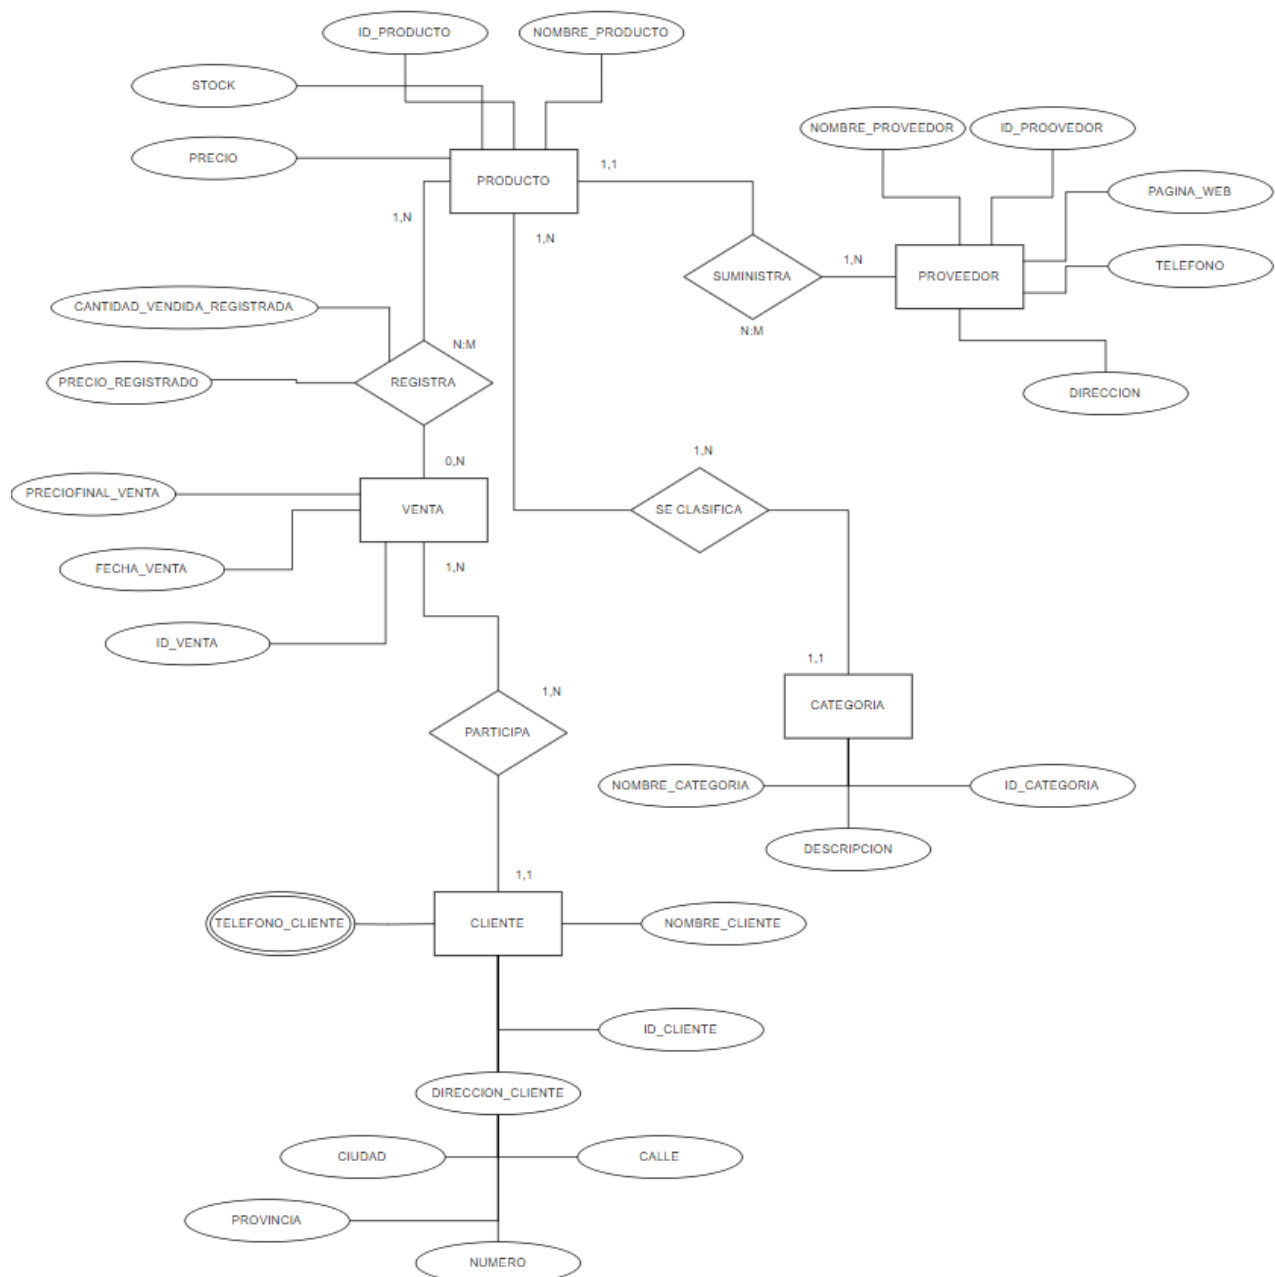 ID_PRODUCTO
NOMBRE_PRODUCTO
STOCK
PRECIO
PRODUCTO
1,1
1,N
1,N
NOMBRE_PROVEEDOR
ID_PROOVEDOR
PAGINA_WEB
TELEFONO
PROVEEDOR
1,N
SUMINISTRA
N:M
DIRECCION
CANTIDAD_VENDIDA_REGISTRADA
N:M
PRECIO_REGISTRADO
REGISTRA
0,N
PRECIOFINAL_VENTA
VENTA
1,N
SE CLASIFICA
FECHA_VENTA
1,N
ID_VENTA
1,1
CATEGORIA
1,N
PARTICIPA
NOMBRE_CATEGORIA
ID_CATEGORIA
DESCRIPCION
1,1
TELEFONO_CLIENTE
CLIENTE
NOMBRE_CLIENTE
ID_CLIENTE
DIRECCION_CLIENTE
CIUDAD
CALLE
PROVINCIA
NUMERO